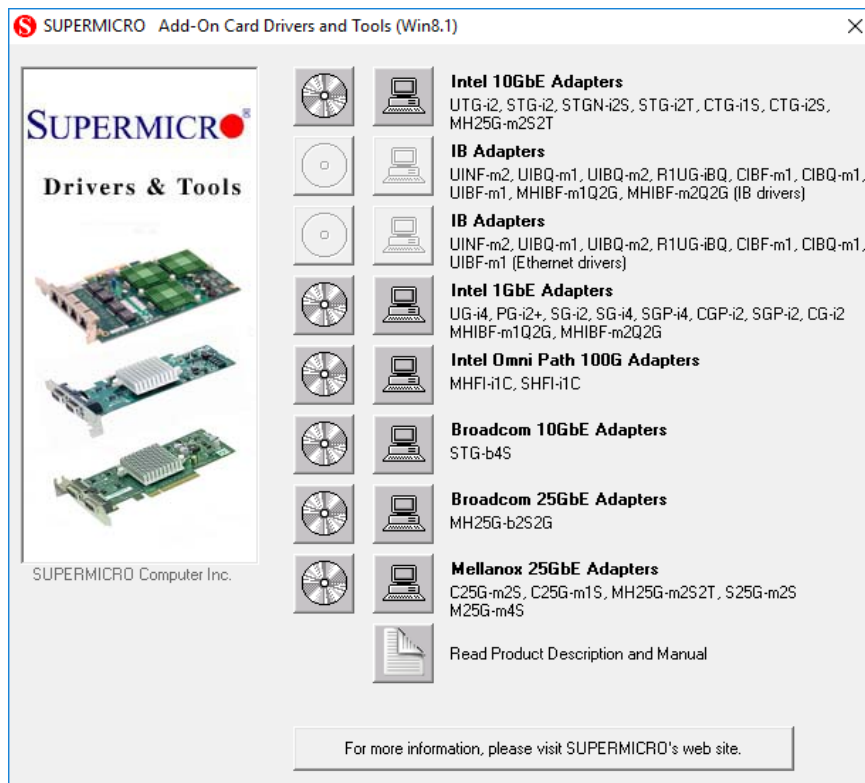 SUPERMICRO Add-On Card Drivers and Tools (Win8.1)
SUPERMICRO®
Drivers & Tools
SUPERMICRO Computer Inc.
Intel 10GbE Adapters
UTG-i2, STG-i2, STGN-i2S, STG-i2T, CTG-i1S, CTG-i2S,
MH25G-m2S2T
IB Adapters
UINF-m2, UIBQ-m1, UIBQ-m2, R1UG-iBQ, CIBF-m1, CIBQ-m1,
UIBF-m1, MHIBF-m1Q2G, MHIBF-m2Q2G (IB drivers)
IB Adapters
UINF-m2, UIBQ-m1, UIBQ-m2, R1UG-iBQ, CIBF-m1, CIBQ-m1,
UIBF-m1 (Ethernet drivers)
Intel 1GbE Adapters
UG-i4, PG-i2+, SG-i2, SG-i4, SGP-i4, CGP-i2, SGP-i2, CG-i2
MHIBF-m1Q2G, MHIBF-m2Q2G
Intel Omni Path 100G Adapters
MHFI-i1C, SHFI-i1C
Broadcom 10GbE Adapters
STG-b4S
Broadcom 25GbE Adapters
MH25G-b2S2G
Mellanox 25GbE Adapters
C25G-m2S, C25G-m1S, MH25G-m2S2T, S25G-m2S
M25G-m4S
Read Product Description and Manual
For more information, please visit SUPERMICRO's web site.